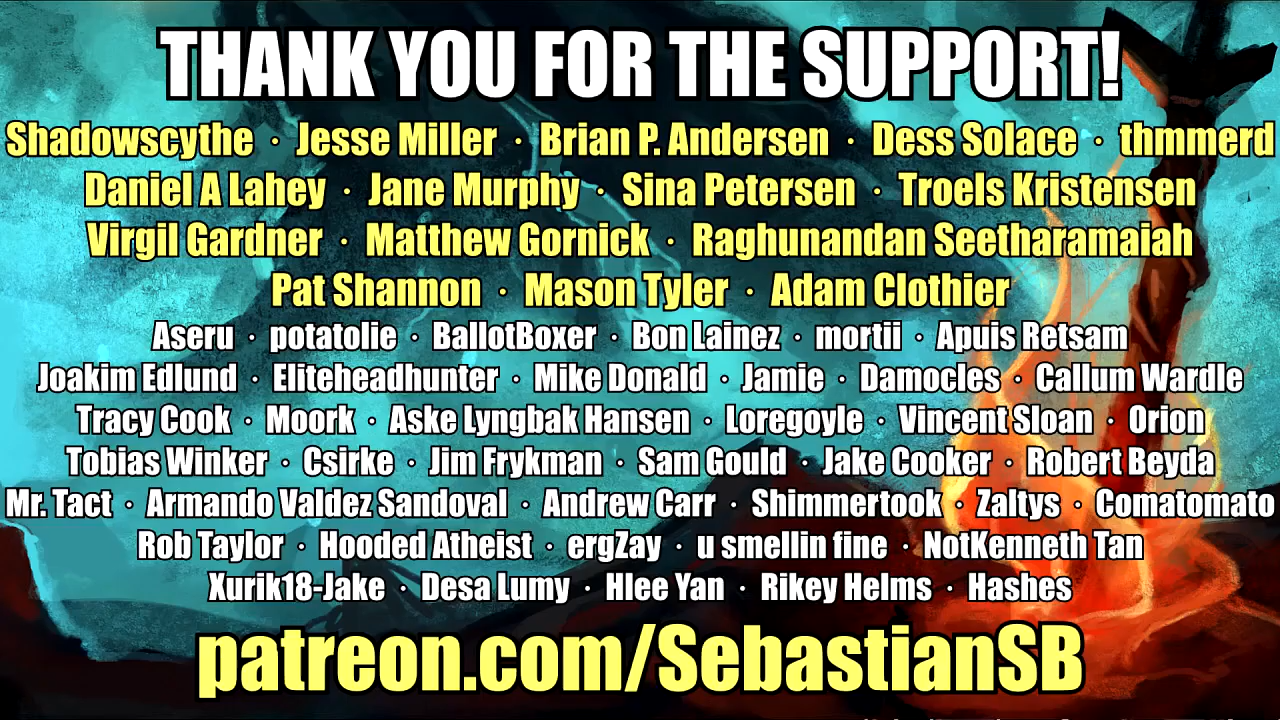 THANK YOU FOR THE SUPPORT!
Shadowscythe · Jesse Miller · Brian P. Andersen · Dess Solace · thmmerd
Daniel A Lahey · Jane Murphy · Sina Petersen · Troels Kristensen
Virgil Gardner · Matthew Gornick · Raghunandan Seetharamaiah
Pat Shannon · Mason Tyler · Adam Clothier
Aseru · potatolie · BallotBoxer · Bon Lainez · mortii · Apuis Retsam
Joakim Edlund · Eliteheadhunter · Mike Donald · Jamie · Damocles · Callum Wardle
Tracy Cook · Moork · Aske Lyngbak Hansen · Loregoyle · Vincent Sloan · Orion
Tobias Winker · Csirke · Jim Frykman · Sam Gould · Jake Cooker · Robert Beyda
Mr. Tact · Armando Valdez Sandoval · Andrew Carr · Shimmertook · Zaltys · Comatomato
Rob Taylor · Hooded Atheist · ergZay · u smellin fine · NotKenneth Tan
Xurik18-Jake · Desa Lumy · Hlee Yan · Rikey Helms · Hashes
patreon.com/SebastianSB